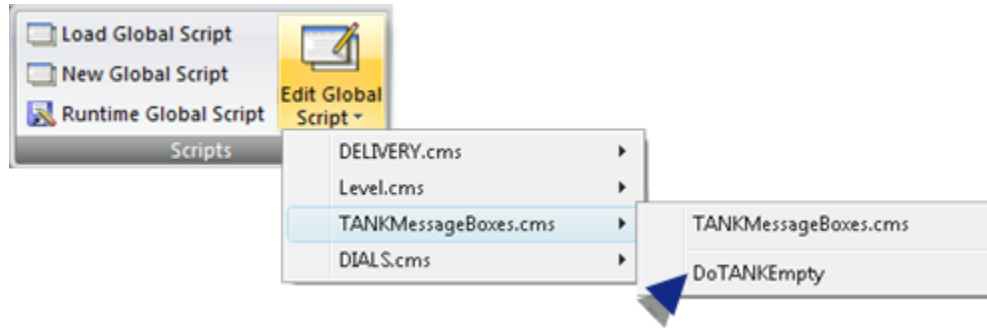 Load Global Script
New Global Script
Runtime Global Script
Edit Global
Script
Scripts
DELIVERY.cms
Level.cms
TANKMessageBoxes.cms
DIALS.cms
TANKMessageBoxes.cms
DoTANKEmpty